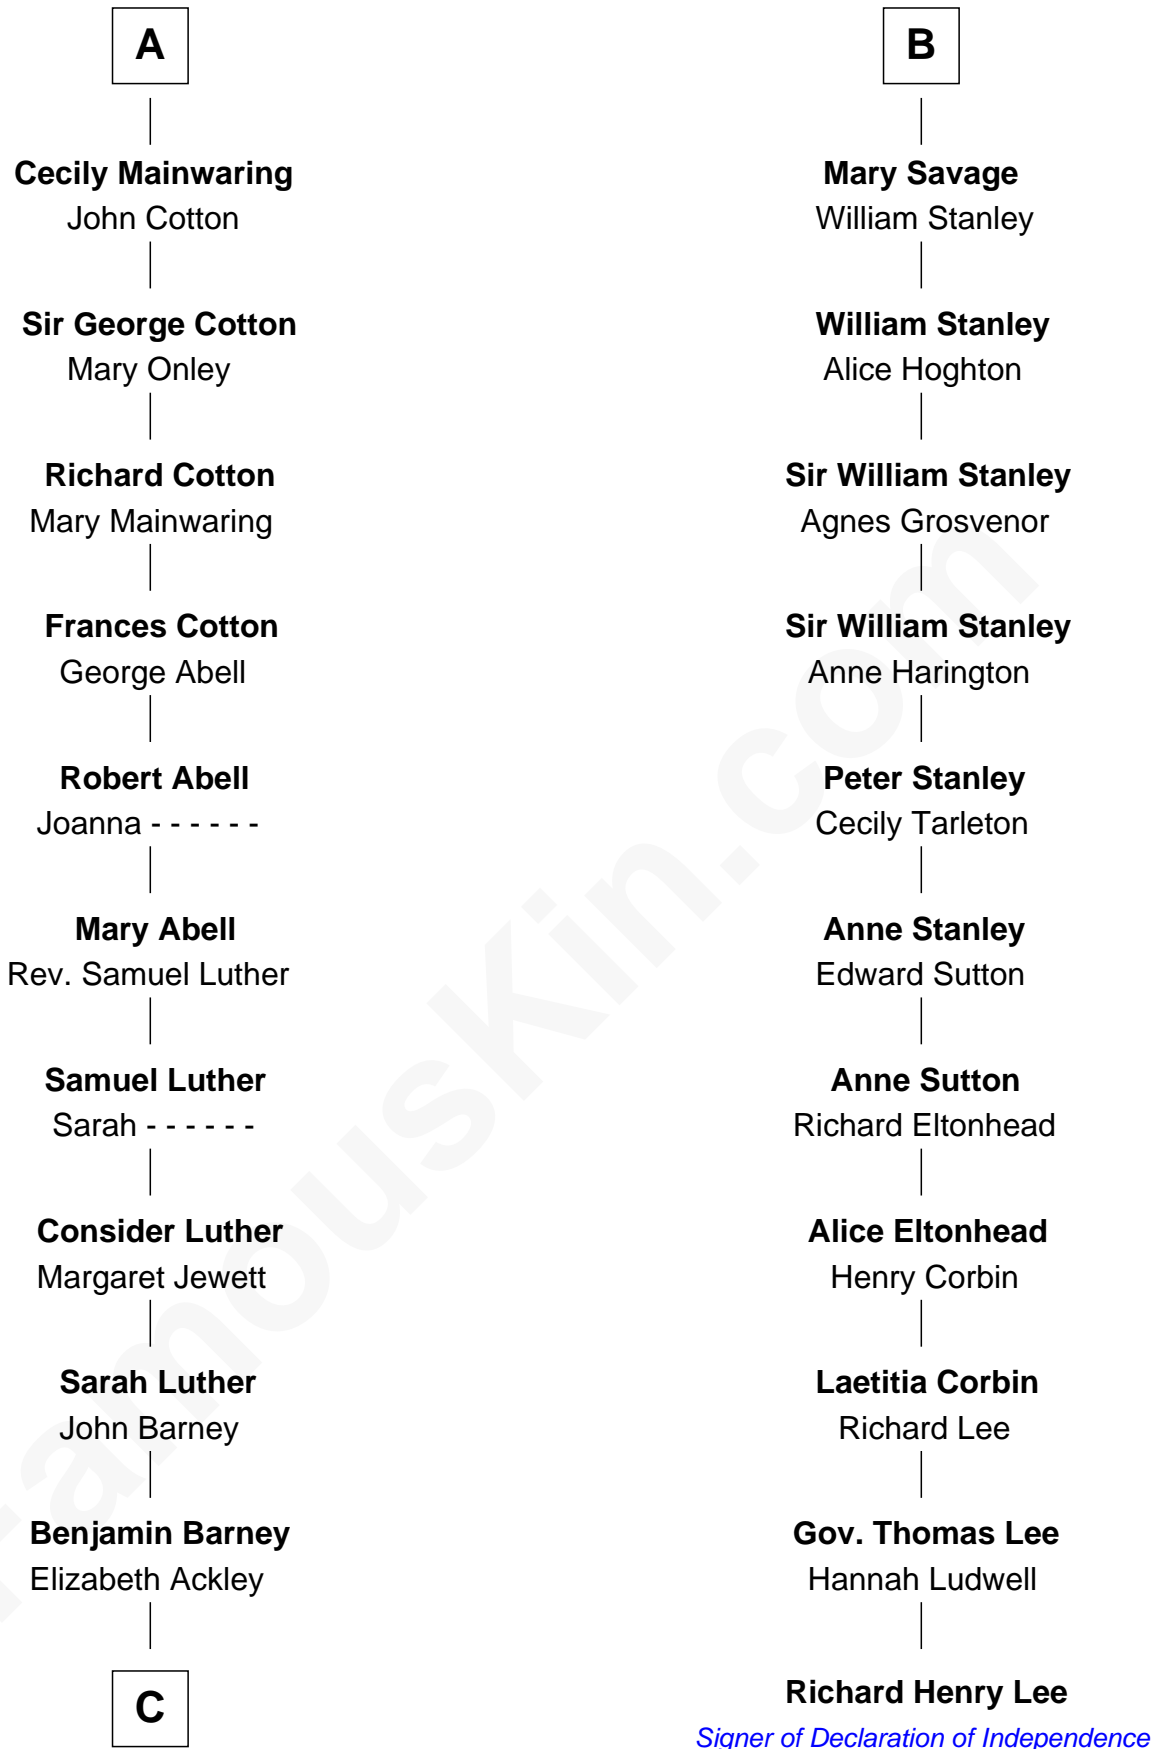 A
Cecily Mainwaring
John Cotton
Sir George Cotton
Mary Onley
Richard Cotton
Mary Mainwaring
Frances Cotton
George Abell
Robert Abell
Joanna - - - - - -
Mary Abell
Rev. Samuel Luther
Samuel Luther
Sarah - - - - - -
Consider Luther
Margaret Jewett
Sarah Luther
John Barney
Benjamin Barney
Elizabeth Ackley
C
B
Mary Savage
William Stanley
William Stanley
Alice Hoghton
Sir William Stanley
Agnes Grosvenor
Sir William Stanley
Anne Harington
Peter Stanley
Cecily Tarleton
Anne Stanley
Edward Sutton
Anne Sutton
Richard Eltonhead
Alice Eltonhead
Henry Corbin
Laetitia Corbin
Richard Lee
Gov. Thomas Lee
Hannah Ludwell
Richard Henry Lee
Signer of Declaration of Independence
FamousKin.com